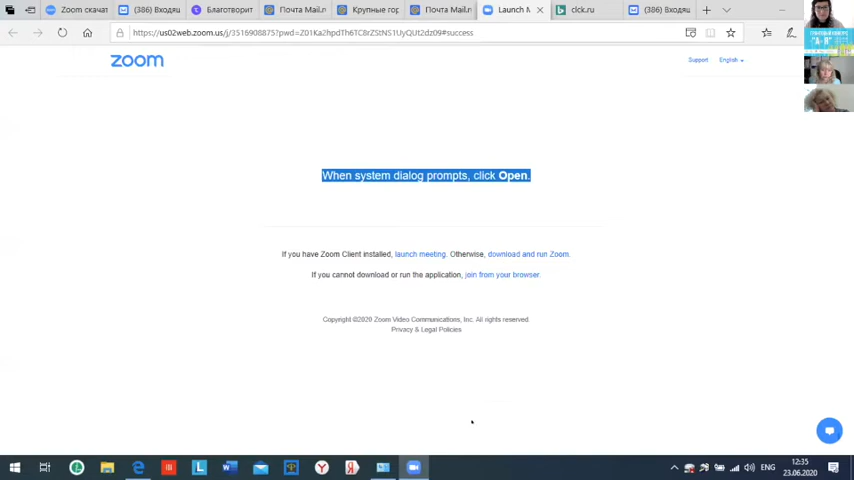 Zoom скачат
(386) Входящ
Благотворит
Почта Mail.ru
Крупные гор
Почта Mail.ru
Launch M
clck.ru
(386) Входящ
https://us02web.zoom.us/j/3516908875?pwd=Z01Ka2hpdTh6TC8rZStNS1UyQUt2dz09#success
zoom
Support
English
When system dialog prompts, click Open.
If you have Zoom Client installed, launch meeting. Otherwise, download and run Zoom.
If you cannot download or run the application, join from your browser.
Copyright ©2020 Zoom Video Communications, Inc. All rights reserved
Privacy & Legal Policies
ENG
12:35
23.06.2020